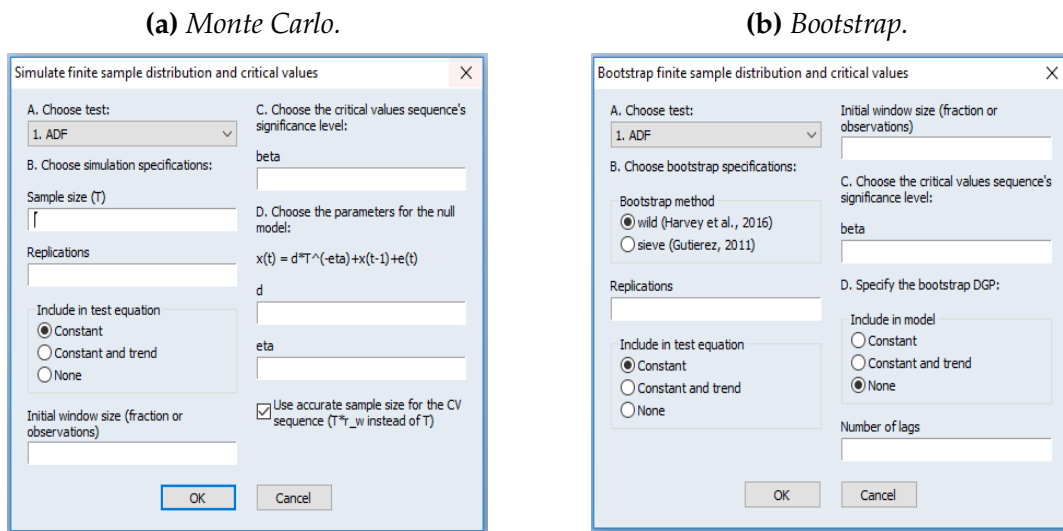 (a) Monte Carlo.
Simulate finite sample distribution and critical values
A. Choose test:
1. ADF
B. Choose simulation specifications:
Sample size (T)
Replications
Include in test equation
Constant
Constant and trend
None
Initial window size (fraction or
observations)
C. Choose the critical values sequence's
significance level:
beta
D. Choose the parameters for the null
model:
x(t) = d*T^(-eta)+x(t-1)+e(t)
d
eta
Use accurate sample size for the CV
sequence (T*r_w instead of T)
OK
Cancel
(b) Bootstrap.
Bootstrap finite sample distribution and critical values
A. Choose test:
1. ADF
B. Choose bootstrap specifications:
Bootstrap method
wild (Harvey et al., 2016)
sieve (Gutierez, 2011)
Replications
Include in test equation
Constant
Constant and trend
None
Initial window size (fraction or
observations)
C. Choose the critical values sequence's
significance level:
beta
D. Specify the bootstrap DGP:
Include in model
Constant
Constant and trend
None
Number of lags
OK
Cancel